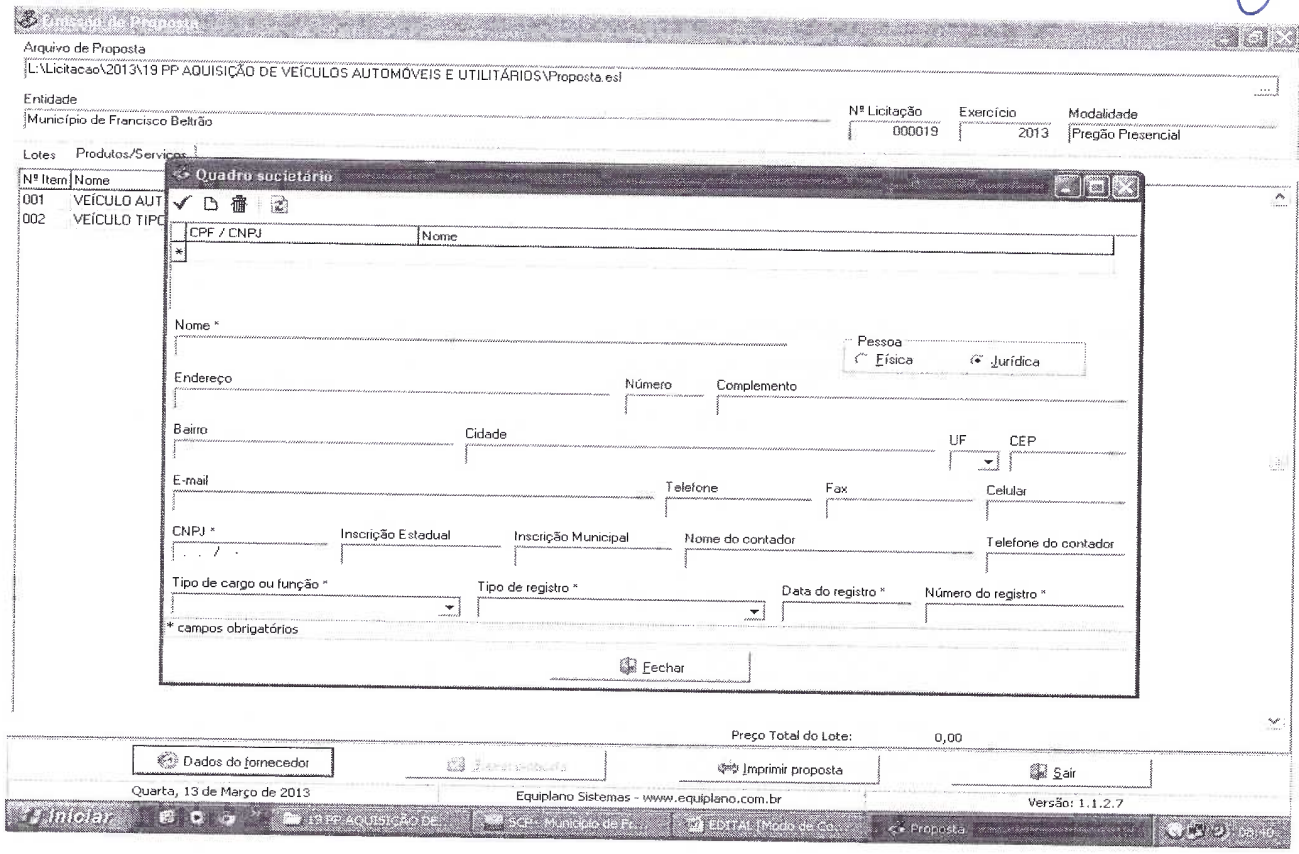 Emissão de Proposta
Arquivo de Proposta
L:\Licitacao\2013\19 PP AQUISIÇÃO DE VEÍCULOS AUTOMÓVEIS E UTILITÁRIOS\Proposta.esl
...
Entidade Nº Licitação Exercício Modalidade
Município de Francisco Beltrão 000019 2013 Pregão Presencial
Lotes Produtos/Serviços
Nº Item Nome
001 VEÍCULO AUT
002 VEÍCULO TIPO
Quadro societário
CPF / CNPJ Nome
*
Nome *
Pessoa
Física Jurídica
Endereço Número Complemento
Bairro Cidade UF CEP
E-mail Telefone Fax Celular
CNPJ * Inscrição Estadual Inscrição Municipal Nome do contador Telefone do contador
. . / -
Tipo de cargo ou função * Tipo de registro * Data do registro * Número do registro *
* campos obrigatórios
Fechar
Preço Total do Lote: 0,00
Dados do fornecedor Imprimir proposta Sair
Quarta, 13 de Março de 2013 Equiplano Sistemas - www.equiplano.com.br Versão: 1.1.2.7
Iniciar 19 PP AQUISIÇÃO DE... SCP - Município de Fr... EDITAL [Modo de Co... Proposta 08:40